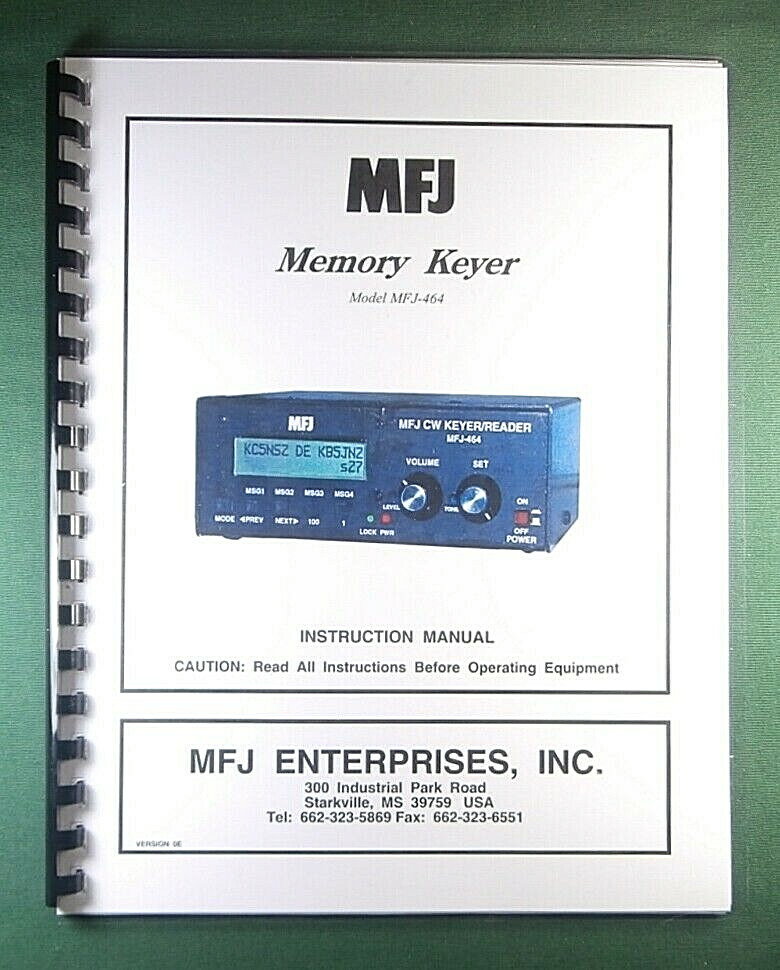 MFJ
Memory Keyer
Model MFJ-464
MFJ
MFJ CW KEYER/READER
MFJ-464
KC5NSZ DE KB5JNZ
s27
VOLUME SET
MSG1 MSG2 MSG3 MSG4
LEVEL TONE
ON
MODE ◁PREV NEXT▷ 100 1
LOCK PWR
OFF
POWER
INSTRUCTION MANUAL
CAUTION: Read All Instructions Before Operating Equipment
MFJ ENTERPRISES, INC.
300 Industrial Park Road
Starkville, MS 39759 USA
Tel: 662-323-5869 Fax: 662-323-6551
VERSION 0E